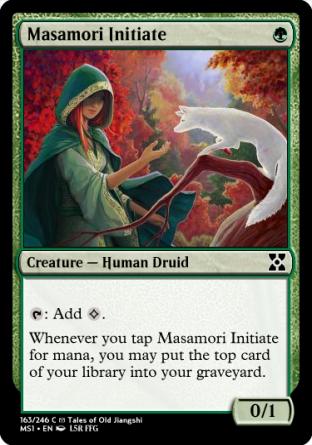 Masamori Initiate
Creature — Human Druid
: Add .
Whenever you tap Masamori Initiate
for mana, you may put the top card
of your library into your graveyard.
0/1
163/246 C Tales of Old Jiangshi
MS1 • EN L5R FFG